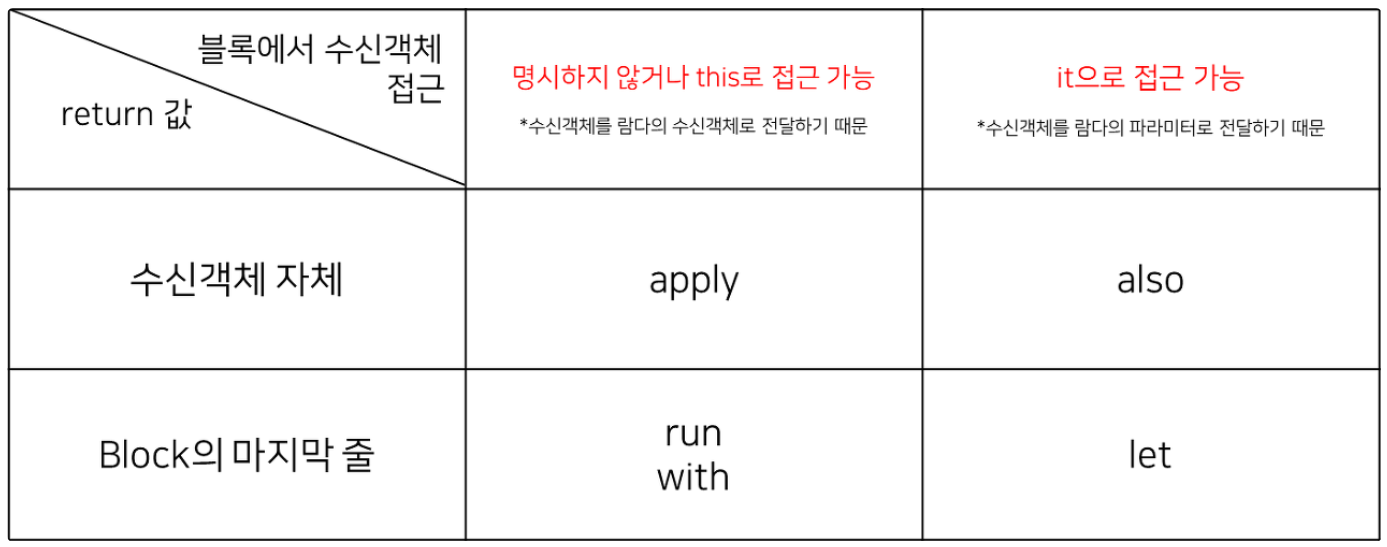 블록에서 수신객체
접근
return 값
명시하지 않거나 this로 접근 가능
*수신객체를 람다의 수신객체로 전달하기 때문
it으로 접근 가능
*수신객체를 람다의 파라미터로 전달하기 때문
수신객체 자체
apply
also
Block의 마지막 줄
run
with
let